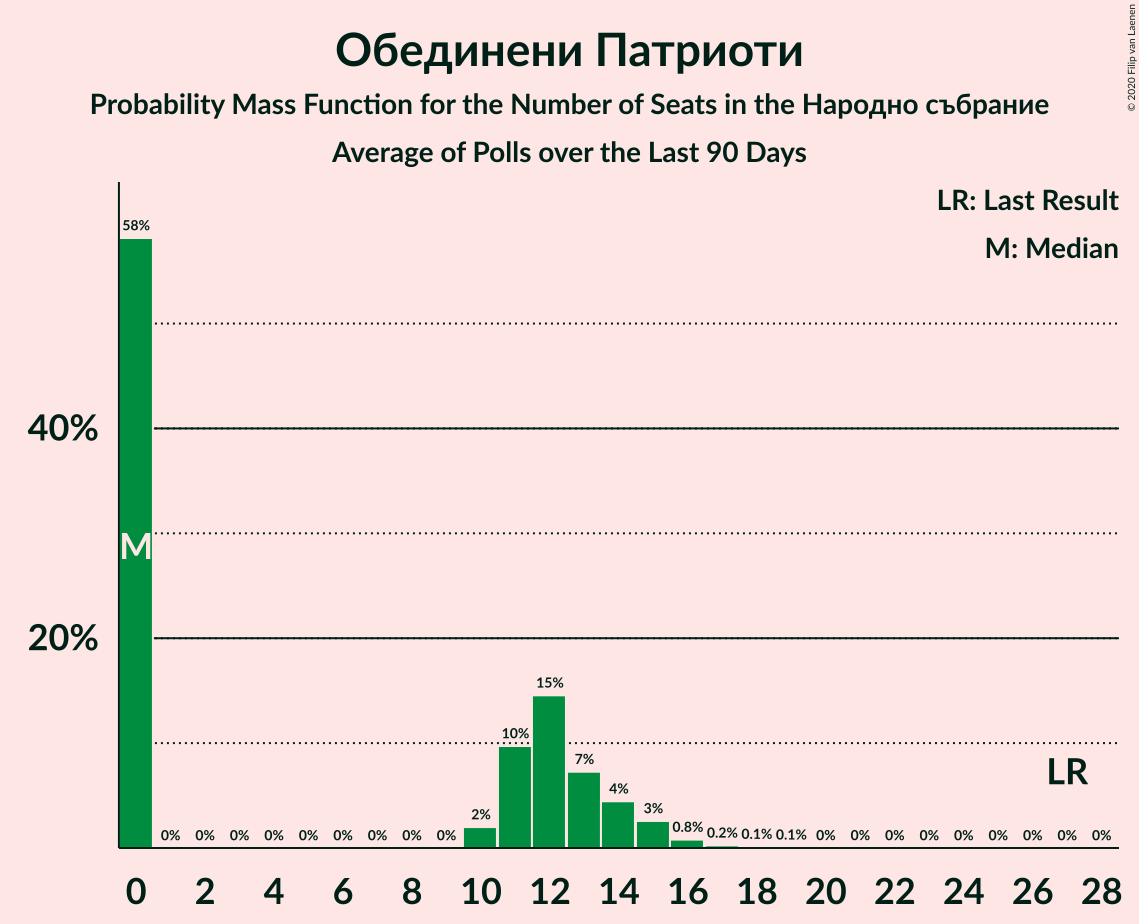 Обединени Патриоти
Probability Mass Function for the Number of Seats in the Народно събрание
Average of Polls over the Last 90 Days
© 2020 Filip van Laenen
LR: Last Result
M: Median
58%
40%
M
20%
15%
10%
7%
LR
4%
2% 3%
0% 0% 0% 0% 0% 0% 0% 0% 0% 0.8% 0.2% 0.1% 0.1% 0% 0% 0% 0% 0% 0% 0% 0% 0%
0 2 4 6 8 10 12 14 16 18 20 22 24 26 28